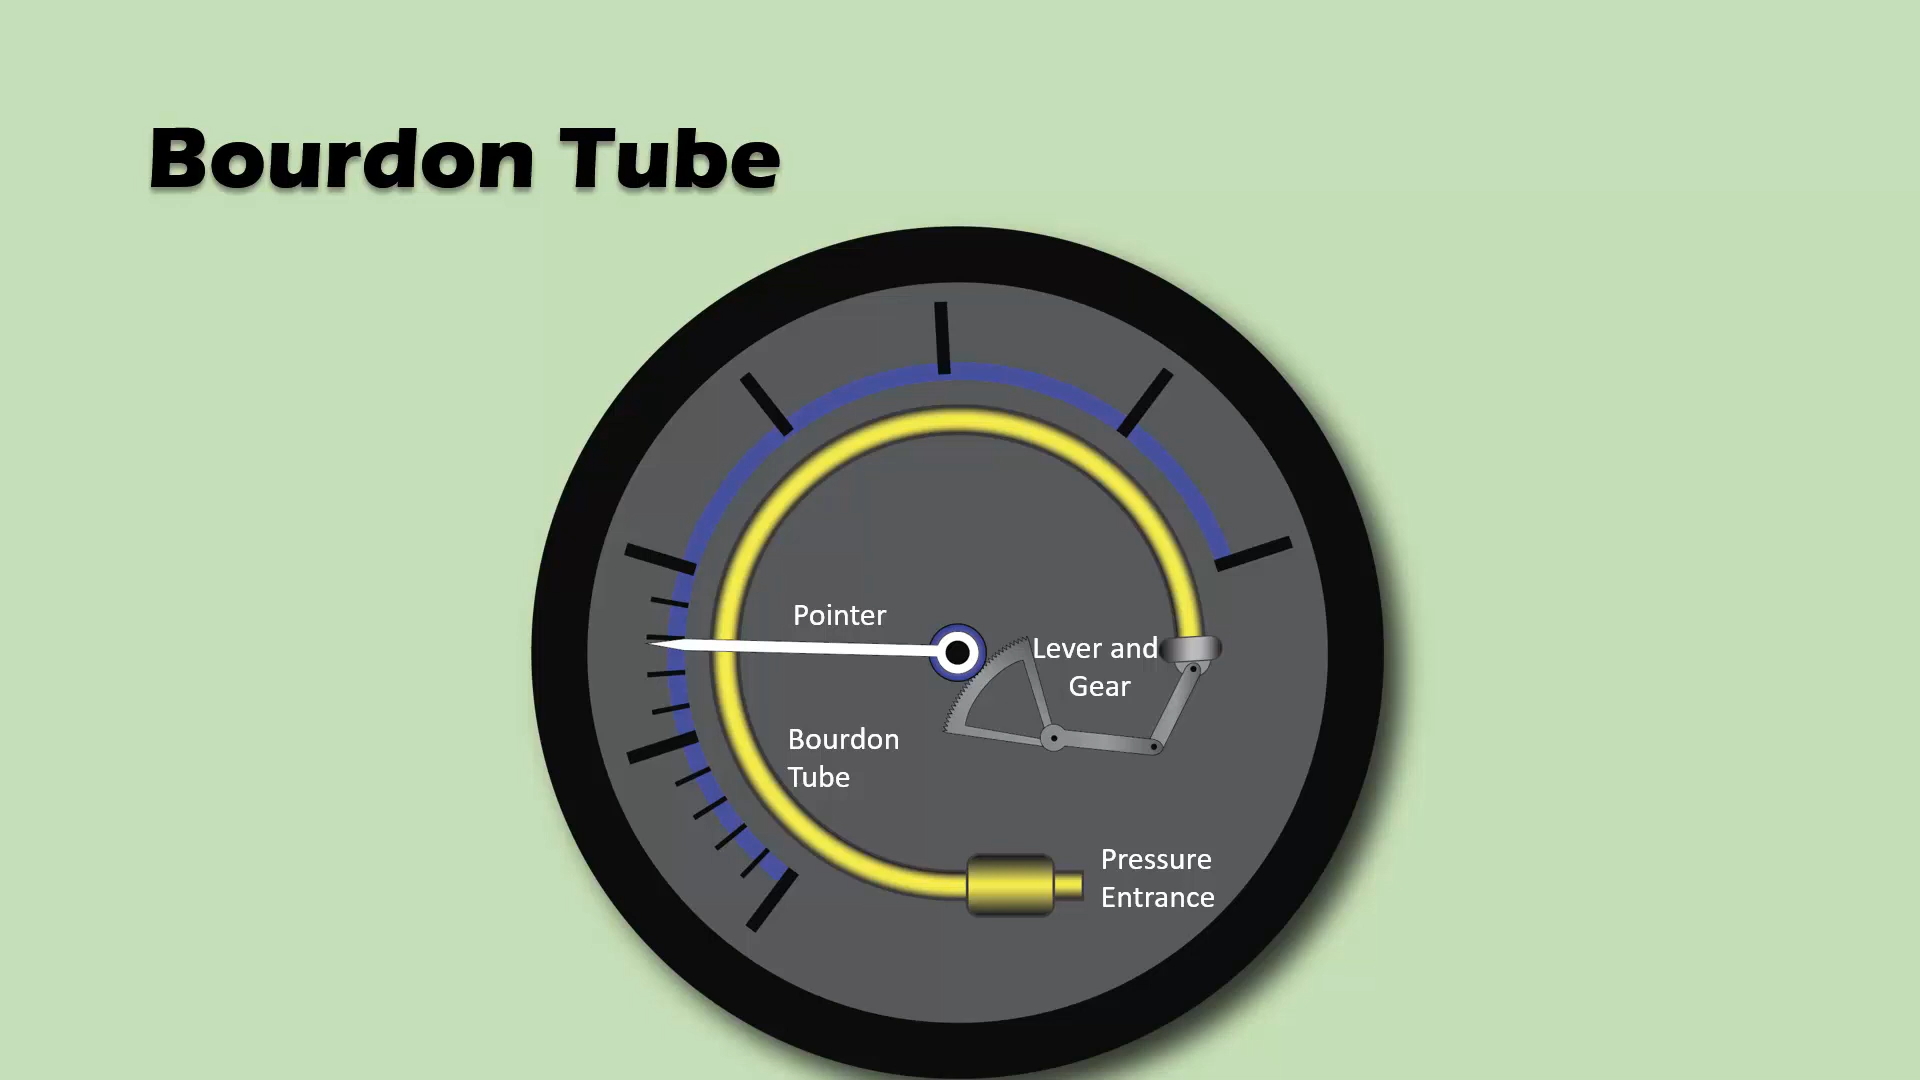 Bourdon Tube
Pointer
Lever and
Gear
Bourdon
Tube
Pressure
Entrance